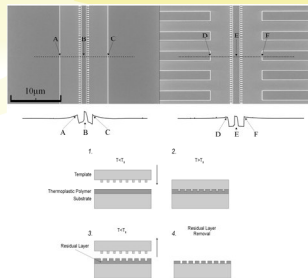 A B C
D E F
10μm
A B C
D E F
1.
T<Tg
Template
Thermoplastic Polymer
Substrate
2.
T>Tg
3.
T<Tg
Residual Layer
4.
Residual Layer
Removal